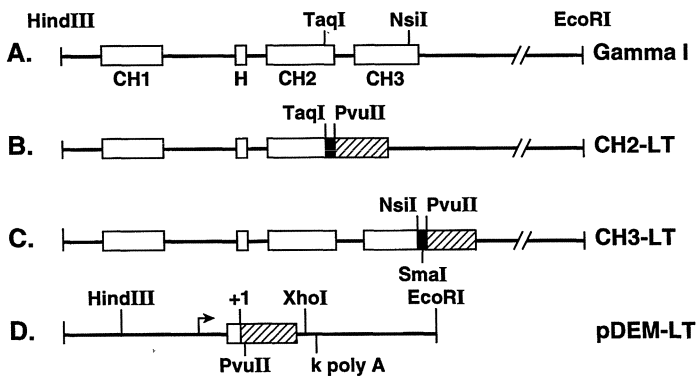 HindIII TaqI NsiI EcoRI
A. Gamma I
CH1 H CH2 CH3
TaqI PvuII
B. CH2-LT
NsiI PvuII
C. CH3-LT
SmaI
HindIII +1 XhoI EcoRI
D. pDEM-LT
PvuII k poly A